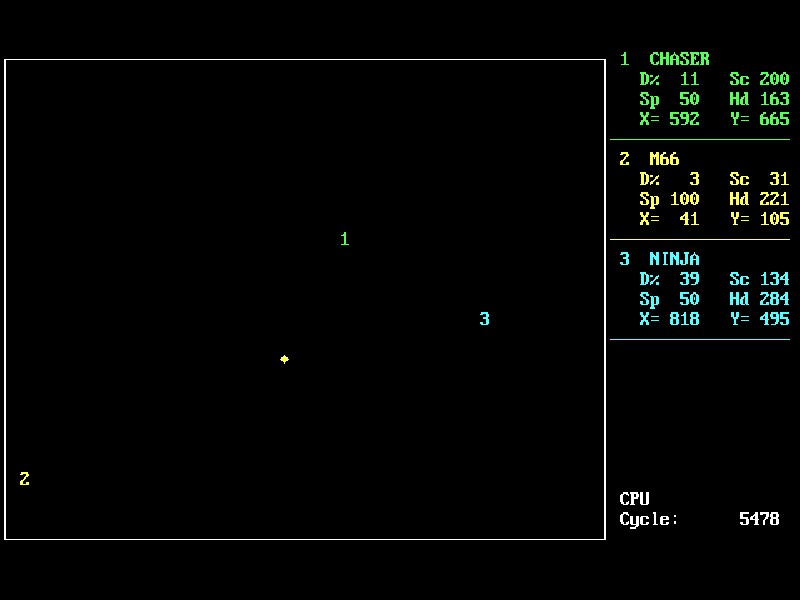 1 CHASER
D% 11 Sc 200
Sp 50 Hd 163
X= 592 Y= 665
2 M66
D% 3 Sc 31
Sp 100 Hd 221
X= 41 Y= 105
1
3 NINJA
D% 39 Sc 134
Sp 50 Hd 284
X= 818 Y= 495
3
2
CPU
Cycle: 5478